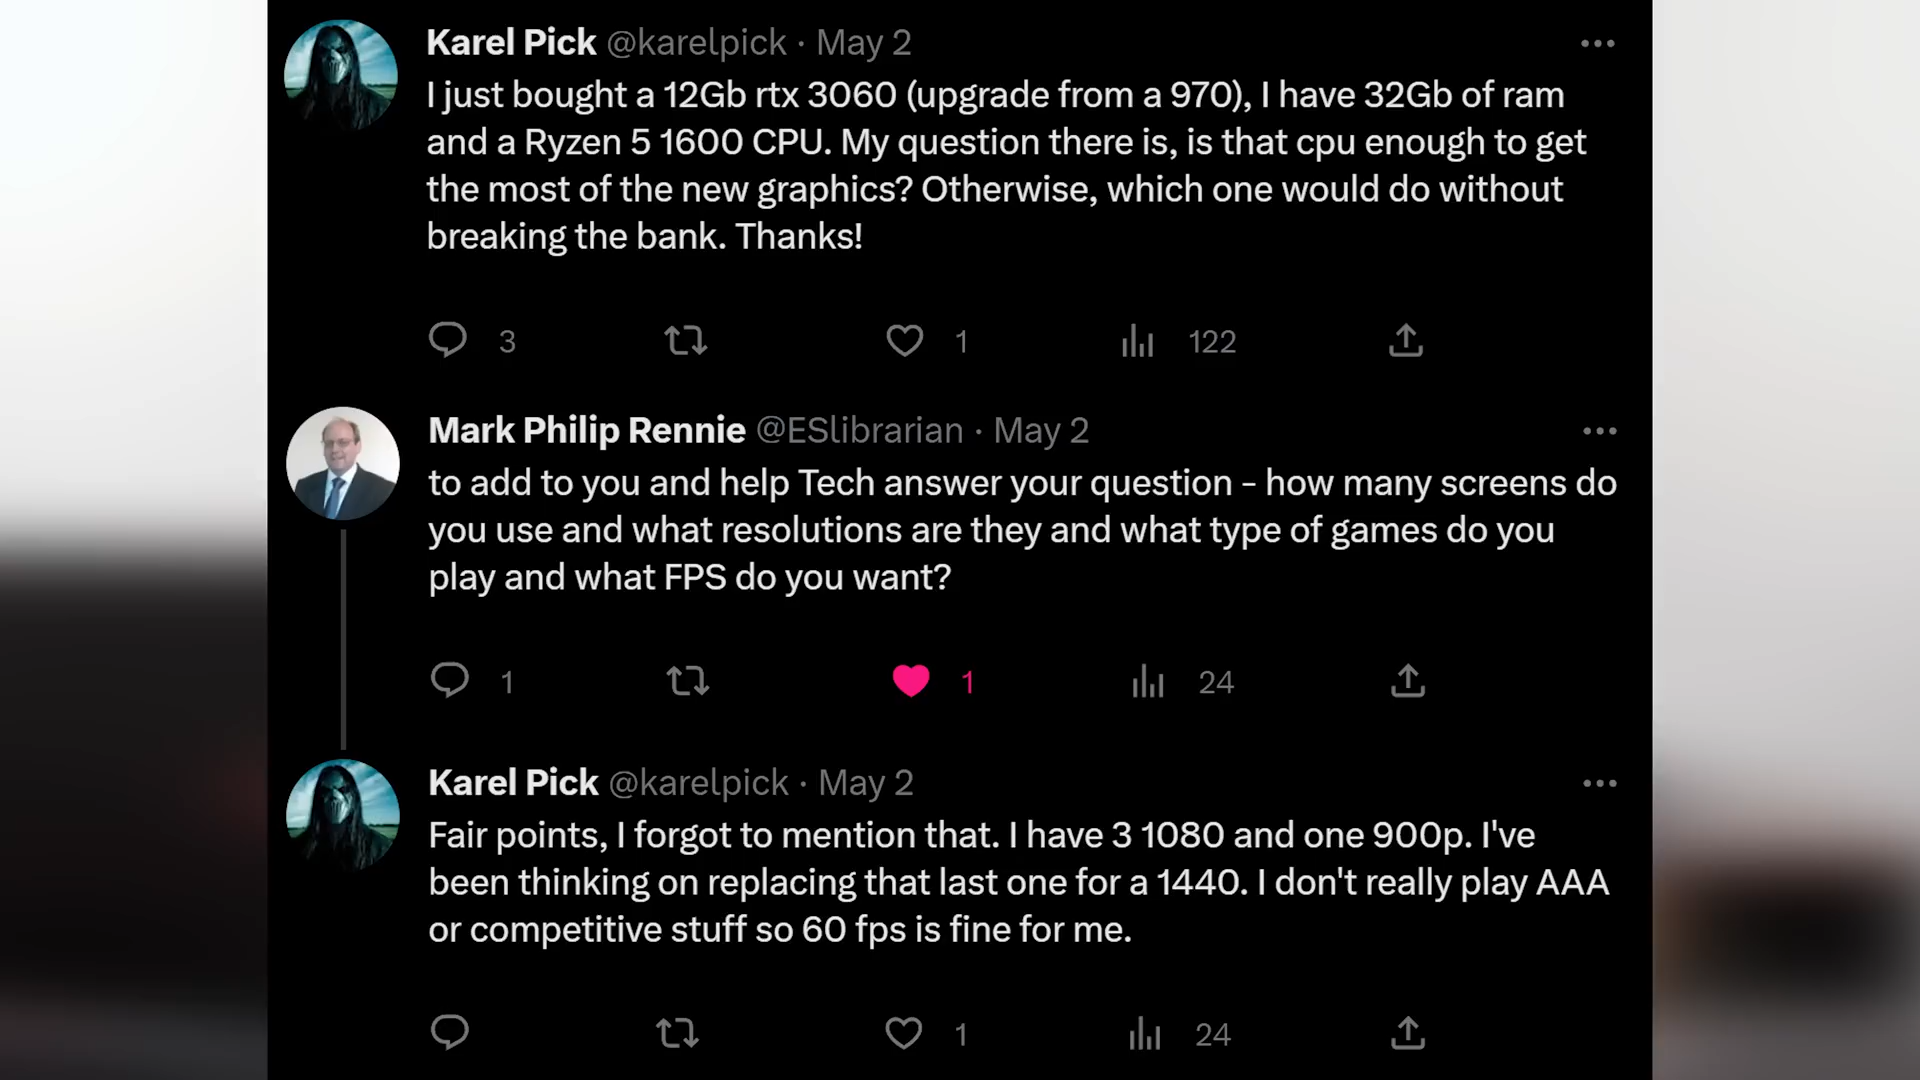 Karel Pick @karelpick · May 2
I just bought a 12Gb rtx 3060 (upgrade from a 970), I have 32Gb of ram
and a Ryzen 5 1600 CPU. My question there is, is that cpu enough to get
the most of the new graphics? Otherwise, which one would do without
breaking the bank. Thanks!
3 1 122
Mark Philip Rennie @ESlibrarian · May 2
to add to you and help Tech answer your question - how many screens do
you use and what resolutions are they and what type of games do you
play and what FPS do you want?
1 1 24
Karel Pick @karelpick · May 2
Fair points, I forgot to mention that. I have 3 1080 and one 900p. I've
been thinking on replacing that last one for a 1440. I don't really play AAA
or competitive stuff so 60 fps is fine for me.
1 24